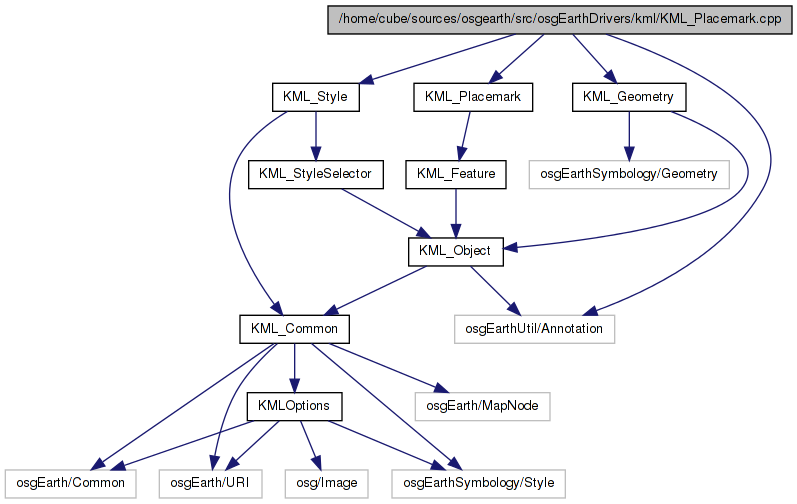 /home/cube/sources/osgearth/src/osgEarthDrivers/kml/KML_Placemark.cpp
KML_Style
KML_Placemark
KML_Geometry
KML_StyleSelector
KML_Feature
osgEarthSymbology/Geometry
KML_Object
KML_Common
osgEarthUtil/Annotation
KMLOptions
osgEarth/MapNode
osgEarth/Common
osgEarth/URI
osg/Image
osgEarthSymbology/Style